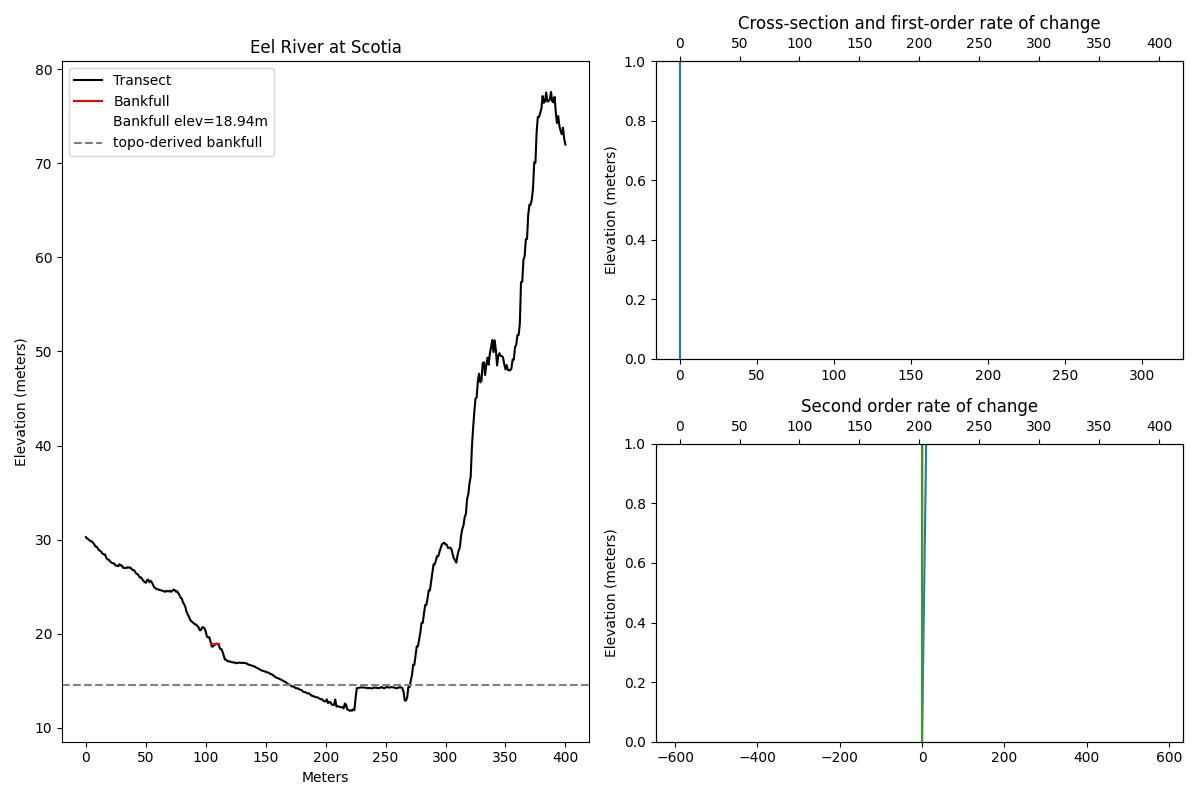 Eel River at Scotia
Transect
Bankfull
Bankfull elev=18.94m
topo-derived bankfull
80
70
60
50
40
30
20
10
Elevation (meters)
0 50 100 150 200 250 300 350 400
Meters
Cross-section and first-order rate of change
0 50 100 150 200 250 300 350 400
1.0
0.8
0.6
0.4
0.2
0.0
Elevation (meters)
0 50 100 150 200 250 300
Second order rate of change
0 50 100 150 200 250 300 350 400
1.0
0.8
0.6
0.4
0.2
0.0
Elevation (meters)
−600 −400 −200 0 200 400 600